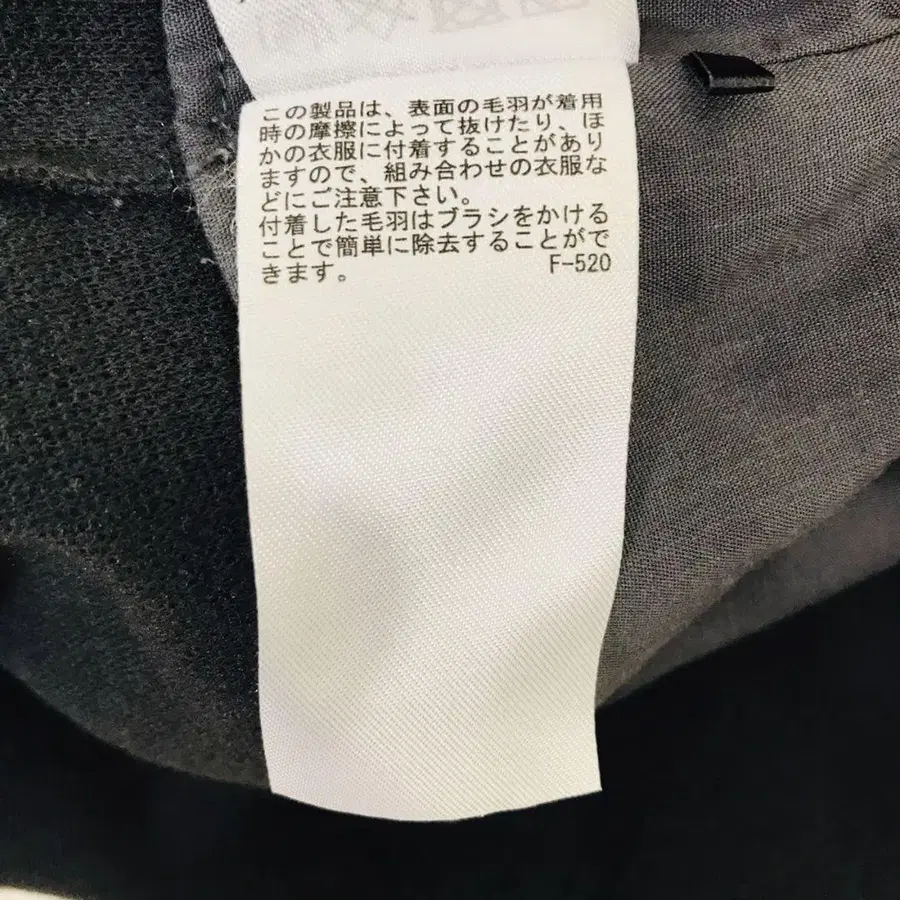 この製品は、表面の毛羽が着用
時の摩擦によって抜けたり、ほ
かの衣服に付着することがあり
ますので、組み合わせの衣服な
どにご注意下さい。
付着した毛羽はブラシをかける
ことで簡単に除去することがで
きます。 F-520